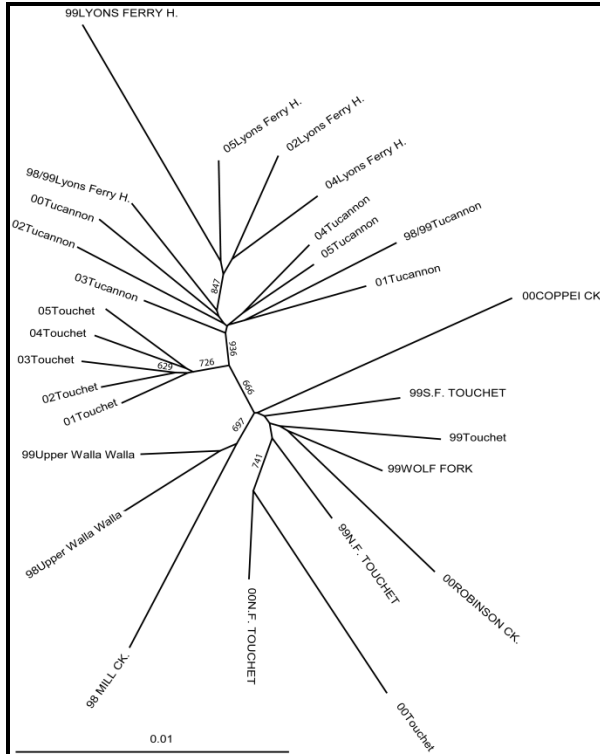 99LYONS FERRY H.
05Lyons Ferry H.
02Lyons Ferry H.
04Lyons Ferry H.
98/99Lyons Ferry H.
00Tucannon
02Tucannon
03Tucannon
04Tucannon
05Tucannon
98/99Tucannon
01Tucannon
847
936
05Touchet
04Touchet
03Touchet
02Touchet
01Touchet
629
726
666
00COPPEI CK.
99S.F. TOUCHET
99Touchet
99WOLF FORK
697
741
99Upper Walla Walla
98Upper Walla Walla
98 MILL CK.
00N.F. TOUCHET
99N.F. TOUCHET
00ROBINSON CK.
00Touchet
0.01